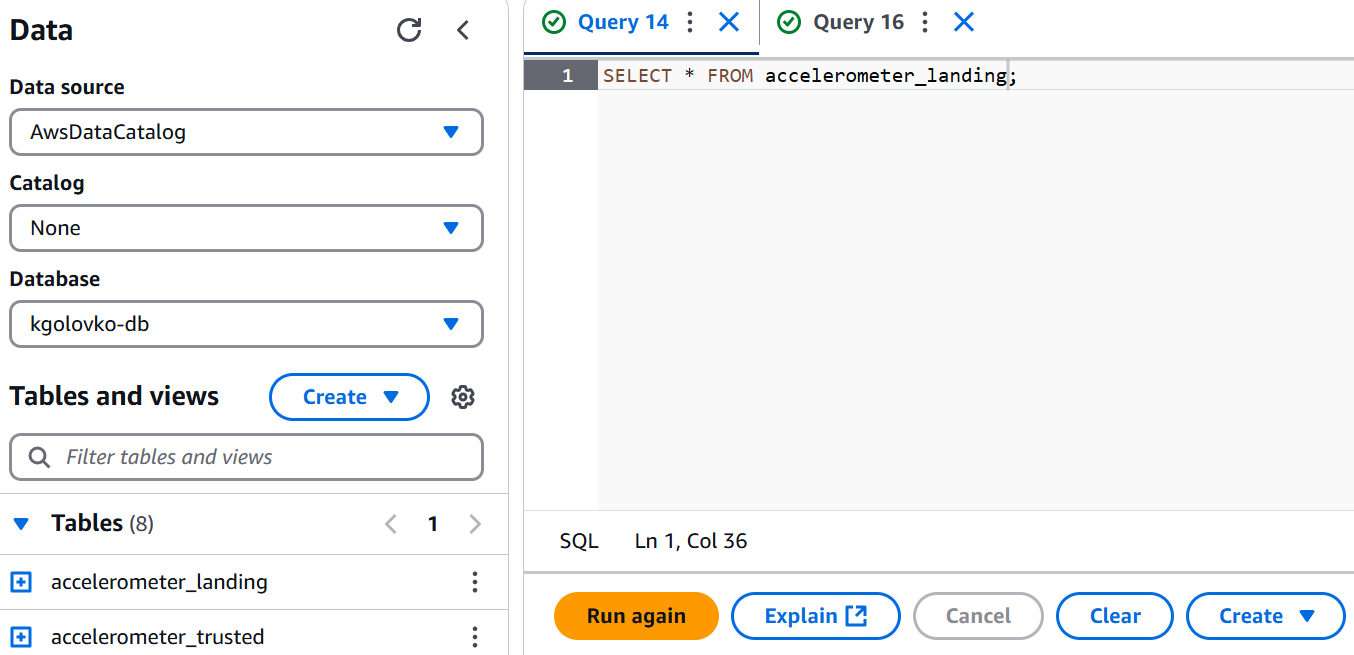 Data
Data source
AwsDataCatalog
Catalog
None
Database
kgolovko-db
Tables and views
Create
Filter tables and views
Tables (8)
1
accelerometer_landing
accelerometer_trusted
Query 14
Query 16
1 SELECT * FROM accelerometer_landing;
SQL Ln 1, Col 36
Run again Explain Cancel Clear Create